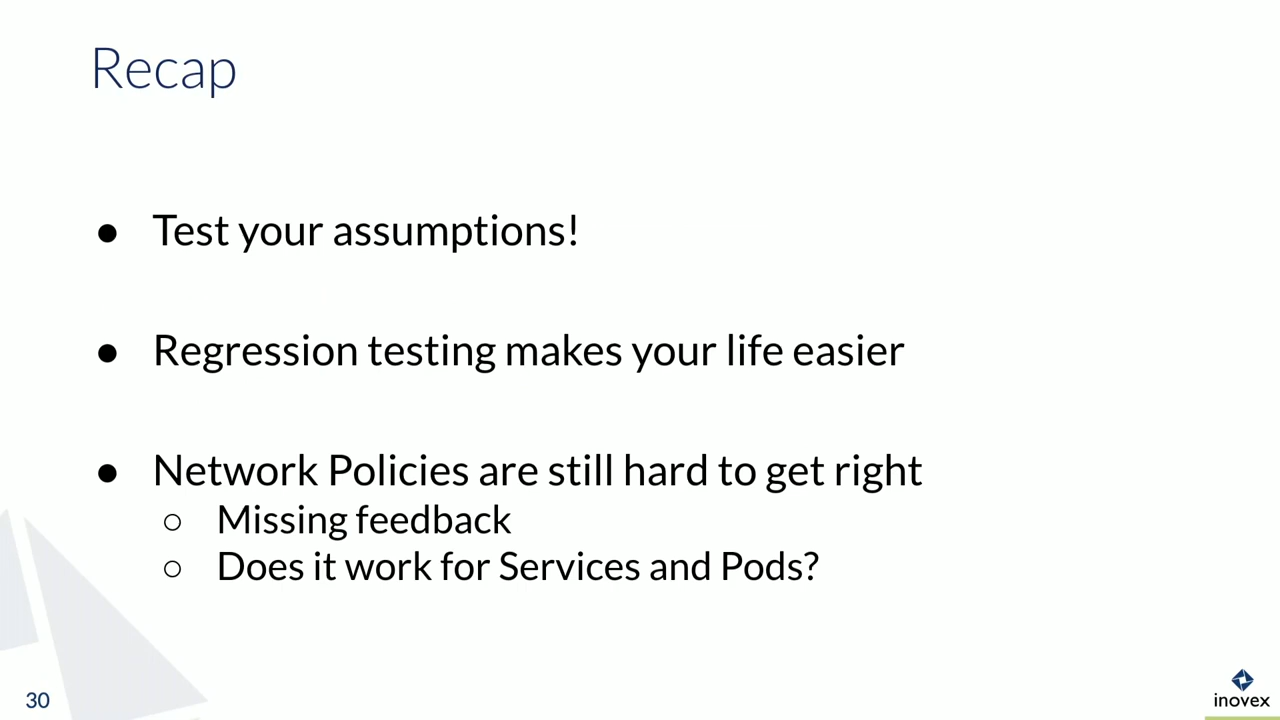 Recap
● Test your assumptions!
● Regression testing makes your life easier
● Network Policies are still hard to get right
○ Missing feedback
○ Does it work for Services and Pods?
30
inovex